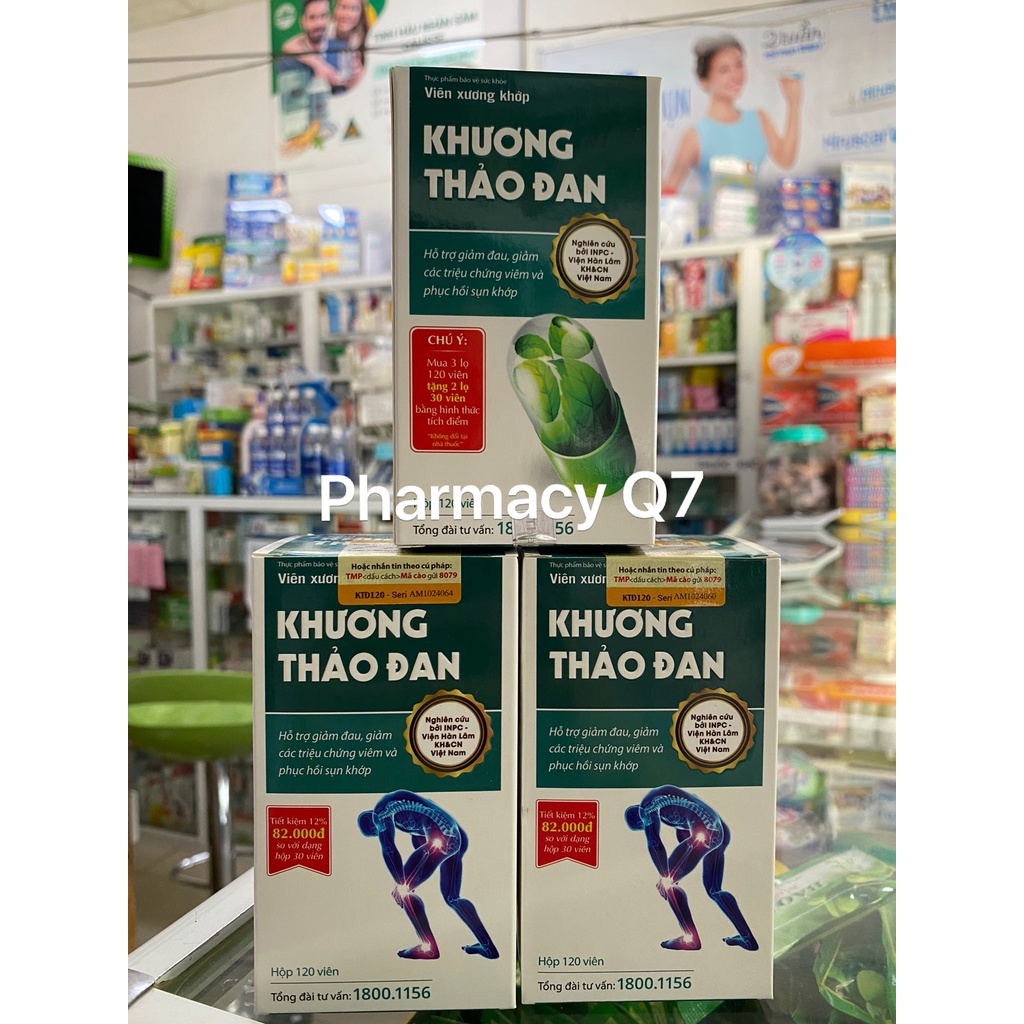 Thực phẩm bảo vệ sức khỏe
Viên xương khớp
KHƯƠNG
THẢO ĐAN
Hỗ trợ giảm đau, giảm
các triệu chứng viêm và
phục hồi sụn khớp
Nghiên cứu
bởi INPC -
Viện Hàn Lâm
KH&CN
Việt Nam
CHÚ Ý:
Mua 3 lọ
120 viên
tặng 2 lọ
30 viên
bằng hình thức
tích điểm
"Không đổi tại
nhà thuốc"
Pharmacy Q7
Tổng đài tư vấn: 18 56
Hoặc nhắn tin theo cú pháp:
TMP<dấu cách>Mã cào gửi 8079
KTĐ120 - Seri AM1024064
Thực phẩm bảo vệ
Viên xươ
KHƯƠNG
THẢO ĐAN
Hỗ trợ giảm đau, giảm
các triệu chứng viêm và
phục hồi sụn khớp
Nghiên cứu
bởi INPC -
Viện Hàn Lâm
KH&CN
Việt Nam
Tiết kiệm 12%
82.000đ
so với dạng
hộp 30 viên
Hộp 120 viên
Tổng đài tư vấn: 1800.1156
Hoặc nhắn tin theo cú pháp:
TMP<dấu cách>Mã cào gửi 8079
KTĐ120 - Seri AM1024060
Thực phẩm bảo vệ
Viên xươ
KHƯƠNG
THẢO ĐAN
Hỗ trợ giảm đau, giảm
các triệu chứng viêm và
phục hồi sụn khớp
Nghiên cứu
bởi INPC -
Viện Hàn Lâm
KH&CN
Việt Nam
Tiết kiệm 12%
82.000đ
so với dạng
hộp 30 viên
Hộp 120 viên
Tổng đài tư vấn: 1800.1156